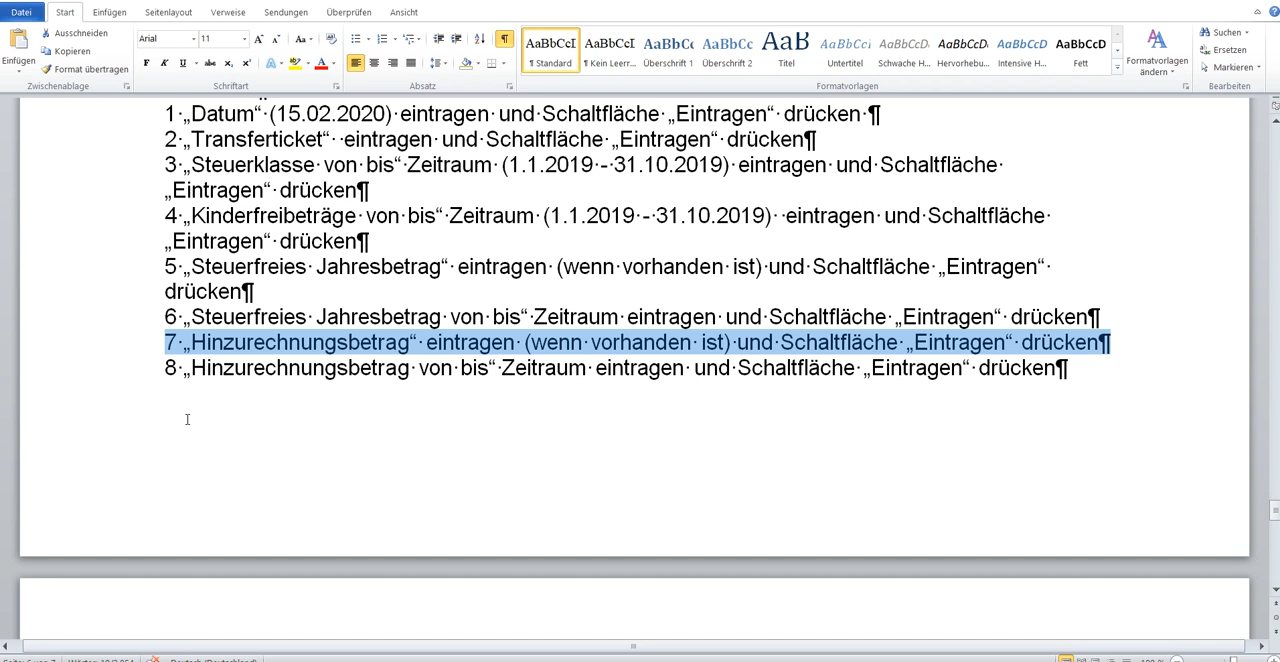 Datei Start Einfügen Seitenlayout Verweise Sendungen Überprüfen Ansicht
Ausschneiden
Kopieren
Format übertragen
Einfügen
Zwischenablage
Arial 11
Schriftart
Absatz
AaBbCcI AaBbCcI AaBbCc AaBbCc AaB AaBbCcI AaBbCcD AaBbCcD AaBbCcD AaBbCcD
¶ Standard ¶ Kein Leerr... Überschrift 1 Überschrift 2 Titel Untertitel Schwache H... Hervorhebu... Intensive H... Fett
Formatvorlagen
Formatvorlagen ändern
Suchen
Ersetzen
Markieren
Bearbeiten
1·„Datum“·(15.02.2020)·eintragen·und·Schaltfläche·„Eintragen“·drücken·¶
2·„Transferticket“··eintragen·und·Schaltfläche·„Eintragen“·drücken¶
3·„Steuerklasse·von·bis“·Zeitraum·(1.1.2019·-·31.10.2019)·eintragen·und·Schaltfläche·
„Eintragen“·drücken¶
4·„Kinderfreibeträge·von·bis“·Zeitraum·(1.1.2019·-·31.10.2019)··eintragen·und·Schaltfläche·
„Eintragen“·drücken¶
5·„Steuerfreies·Jahresbetrag“·eintragen·(wenn·vorhanden·ist)·und·Schaltfläche·„Eintragen“·
drücken¶
6·„Steuerfreies·Jahresbetrag·von·bis“·Zeitraum·eintragen·und·Schaltfläche·„Eintragen“·drücken¶
7·„Hinzurechnungsbetrag“·eintragen·(wenn·vorhanden·ist)·und·Schaltfläche·„Eintragen“·drücken¶
8·„Hinzurechnungsbetrag·von·bis“·Zeitraum·eintragen·und·Schaltfläche·„Eintragen“·drücken¶